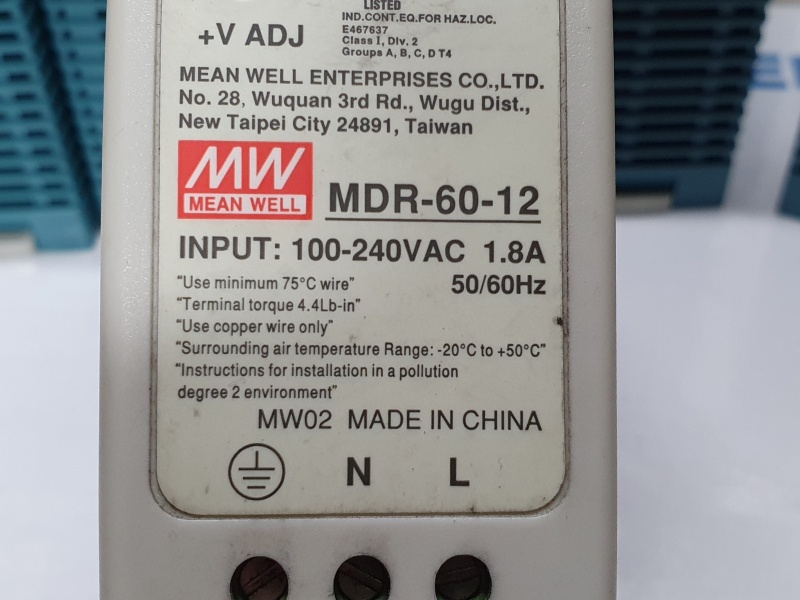 LISTED
IND.CONT.EQ.FOR HAZ.LOC.
E467637
Class I, Div. 2
Groups A, B, C, D T4
+V ADJ
MEAN WELL ENTERPRISES CO.,LTD.
No. 28, Wuquan 3rd Rd., Wugu Dist.,
New Taipei City 24891, Taiwan
MW
MEAN WELL
MDR-60-12
INPUT: 100-240VAC 1.8A
50/60Hz
"Use minimum 75°C wire"
"Terminal torque 4.4Lb-in"
"Use copper wire only"
"Surrounding air temperature Range: -20°C to +50°C"
"Instructions for installation in a pollution
degree 2 environment"
MW02 MADE IN CHINA
N L